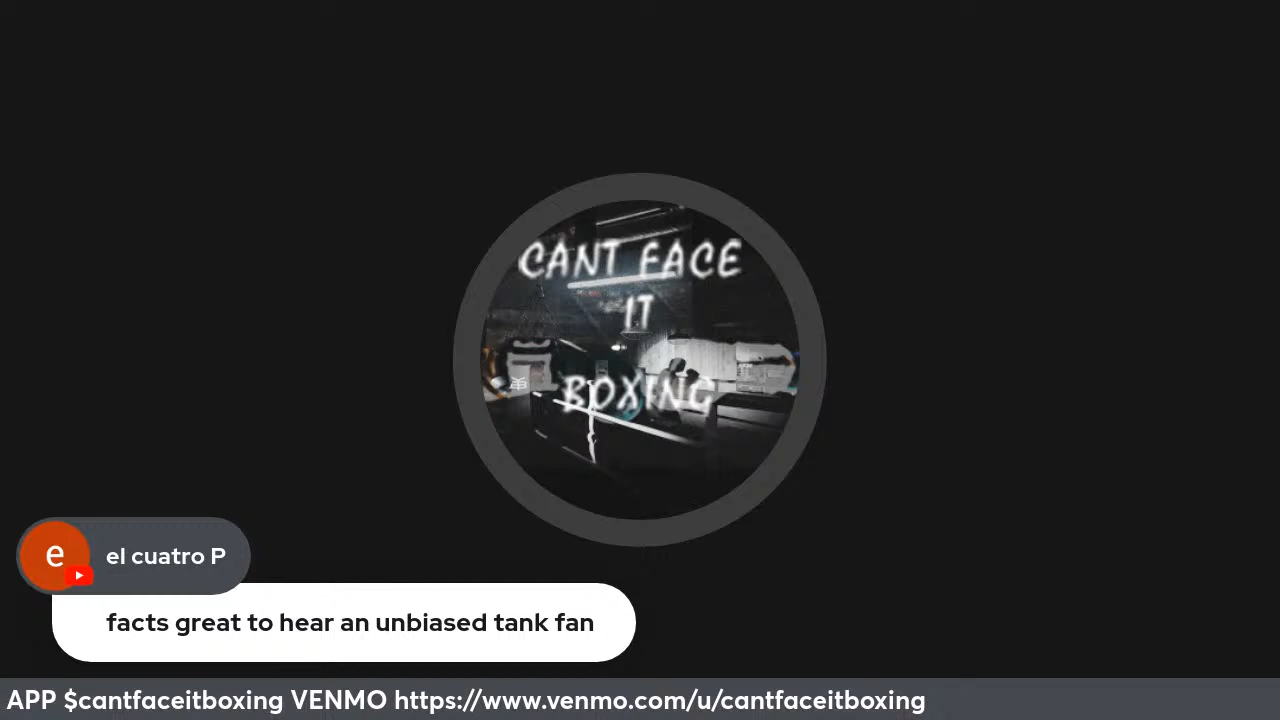 CANT FACE
IT
BOXING
e
el cuatro P
facts great to hear an unbiased tank fan
APP $cantfaceitboxing VENMO https://www.venmo.com/u/cantfaceitboxing